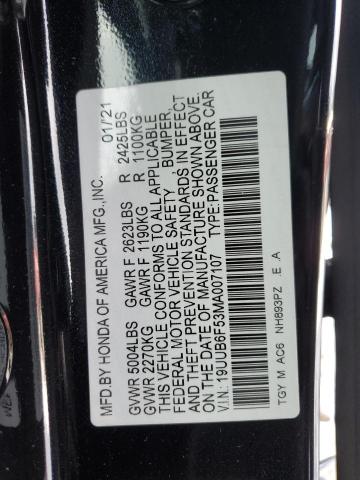 MFD.BY HONDA OF AMERICA MFG.,INC. 01/'21
GVWR 5004LBS GAWR F 2623LBS R 2425LBS
GVWR 2270KG GAWR F 1190KG R 1100KG
THIS VEHICLE CONFORMS TO ALL APPLICABLE
FEDERAL MOTOR VEHICLE SAFETY BUMPER,
AND THEFT PREVENTION STANDARDS IN EFFECT
ON THE DATE OF MANUFACTURE SHOWN ABOVE.
V.I.N.: 19UUB6F53MA007107 TYPE:PASSENGER CAR
TGY M AC6 NH893PZ .E .A